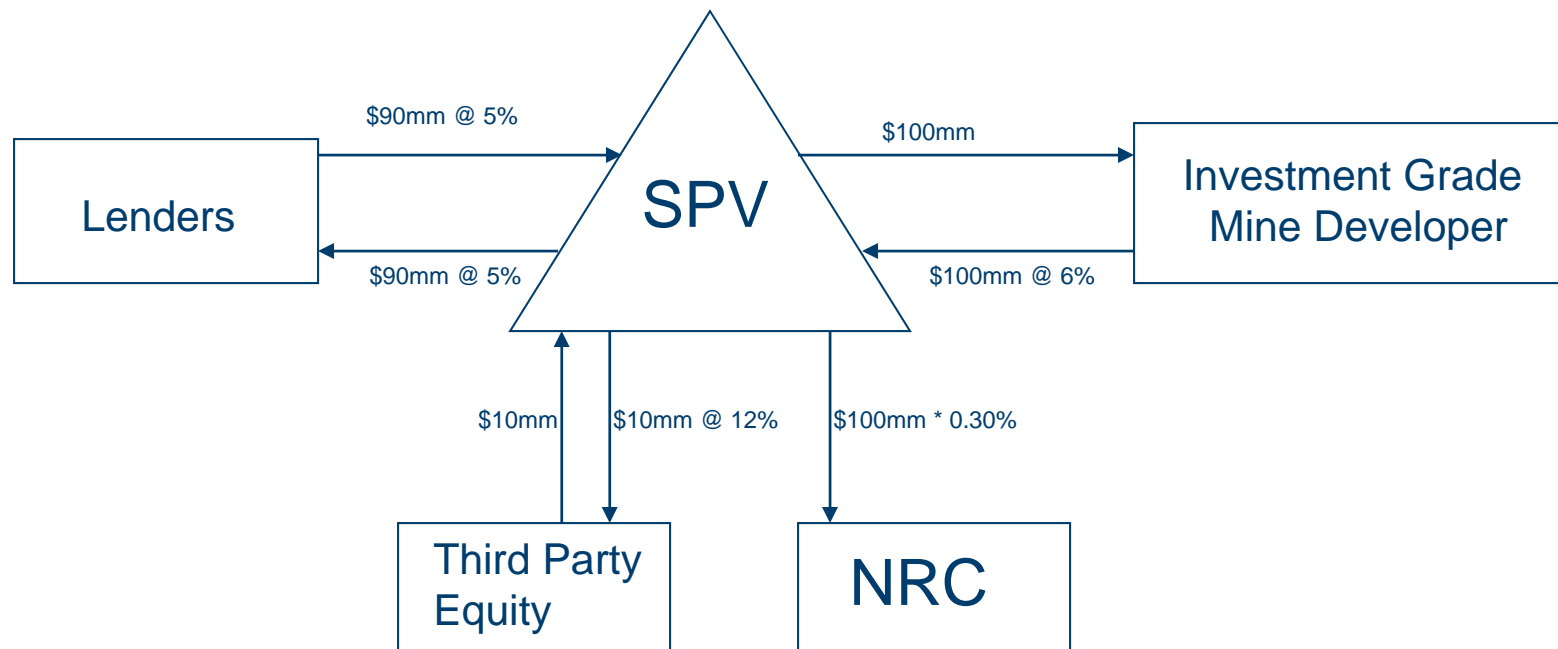 $90mm @ 5%
$100mm
Lenders
SPV
Investment Grade
Mine Developer
$90mm @ 5%
$100mm @ 6%
$10mm
$10mm @ 12%
$100mm * 0.30%
Third Party
Equity
NRC